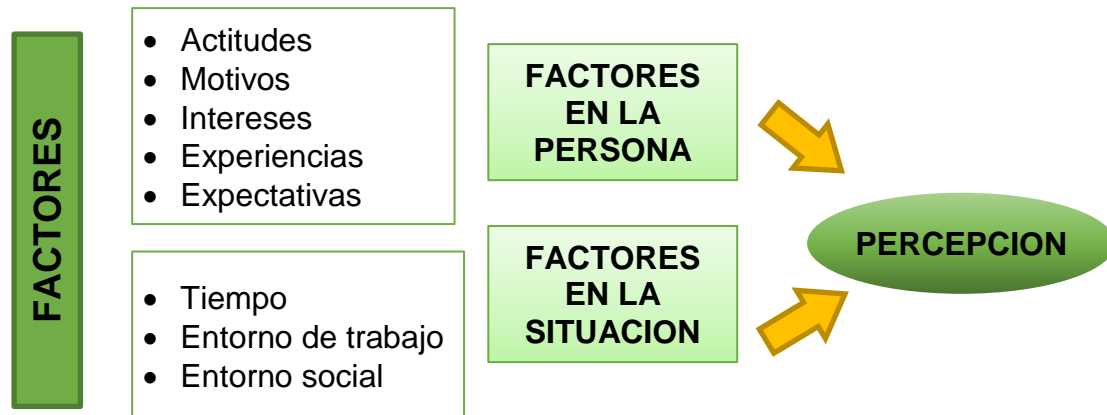 FACTORES
• Actitudes
• Motivos
• Intereses
• Experiencias
• Expectativas
FACTORES
EN LA
PERSONA
• Tiempo
• Entorno de trabajo
• Entorno social
FACTORES
EN LA
SITUACION
PERCEPCION